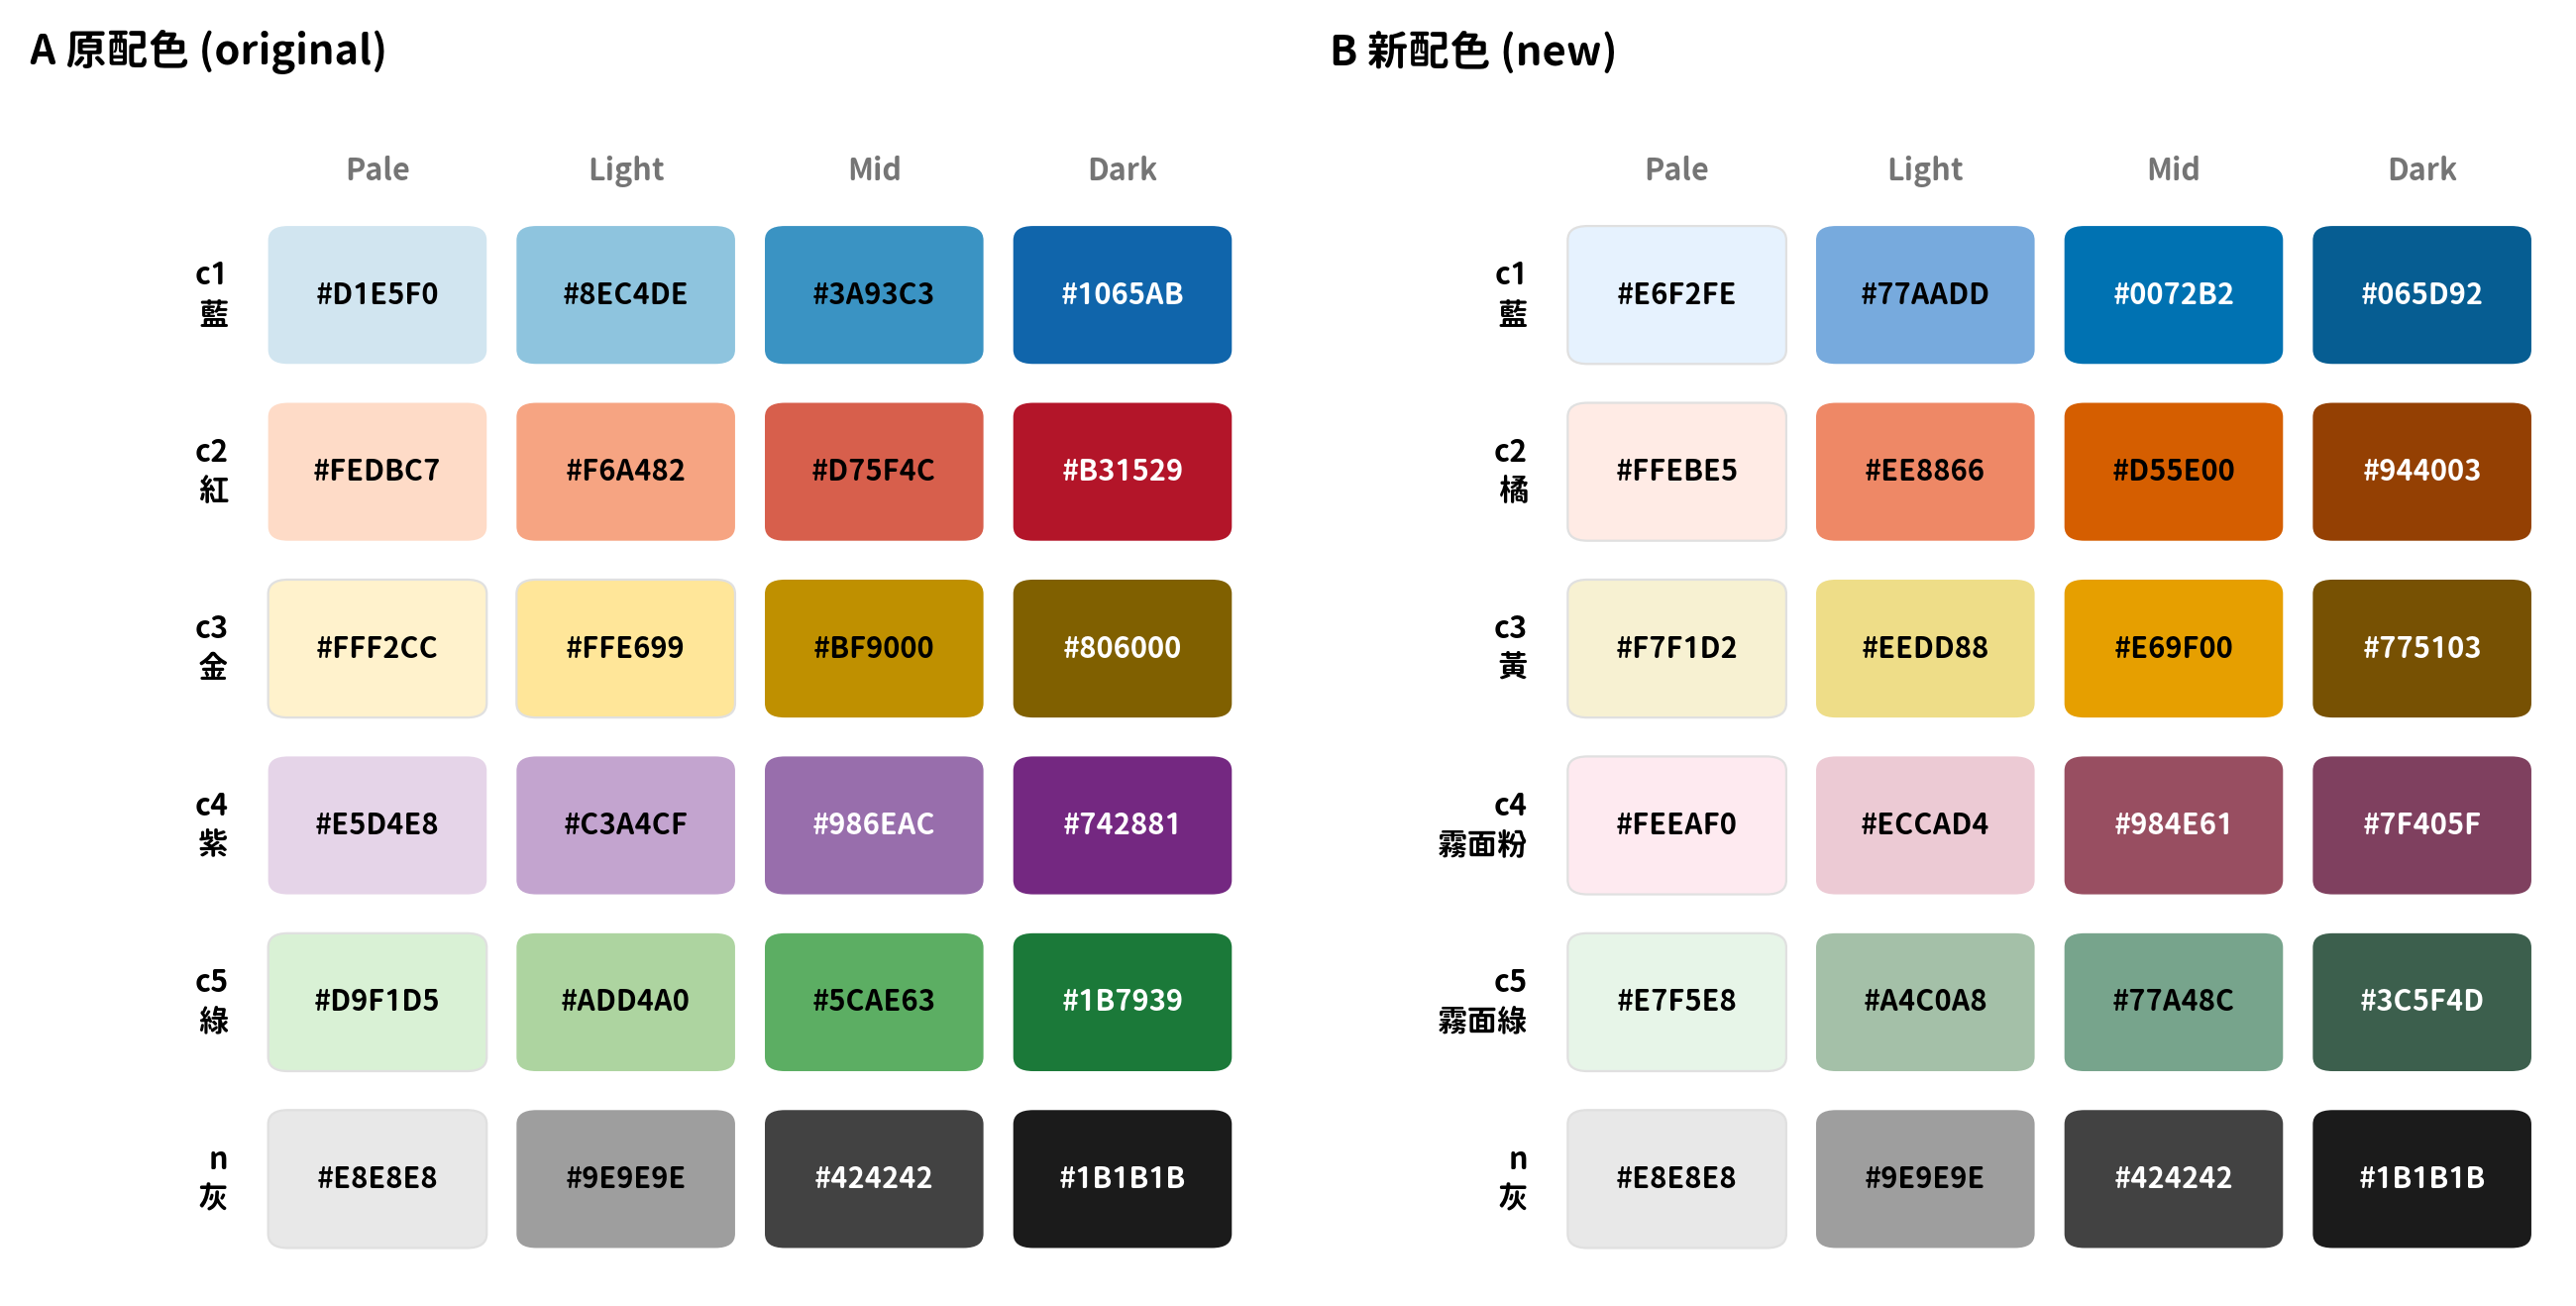 A 原配色 (original)
Pale Light Mid Dark
c1
藍
#D1E5F0 #8EC4DE #3A93C3 #1065AB
c2
紅
#FEDBC7 #F6A482 #D75F4C #B31529
c3
金
#FFF2CC #FFE699 #BF9000 #806000
c4
紫
#E5D4E8 #C3A4CF #986EAC #742881
c5
綠
#D9F1D5 #ADD4A0 #5CAE63 #1B7939
n
灰
#E8E8E8 #9E9E9E #424242 #1B1B1B
B 新配色 (new)
Pale Light Mid Dark
c1
藍
#E6F2FE #77AADD #0072B2 #065D92
c2
橘
#FFEBE5 #EE8866 #D55E00 #944003
c3
黃
#F7F1D2 #EEDD88 #E69F00 #775103
c4
霧面粉
#FEEAF0 #ECCAD4 #984E61 #7F405F
c5
霧面綠
#E7F5E8 #A4C0A8 #77A48C #3C5F4D
n
灰
#E8E8E8 #9E9E9E #424242 #1B1B1B